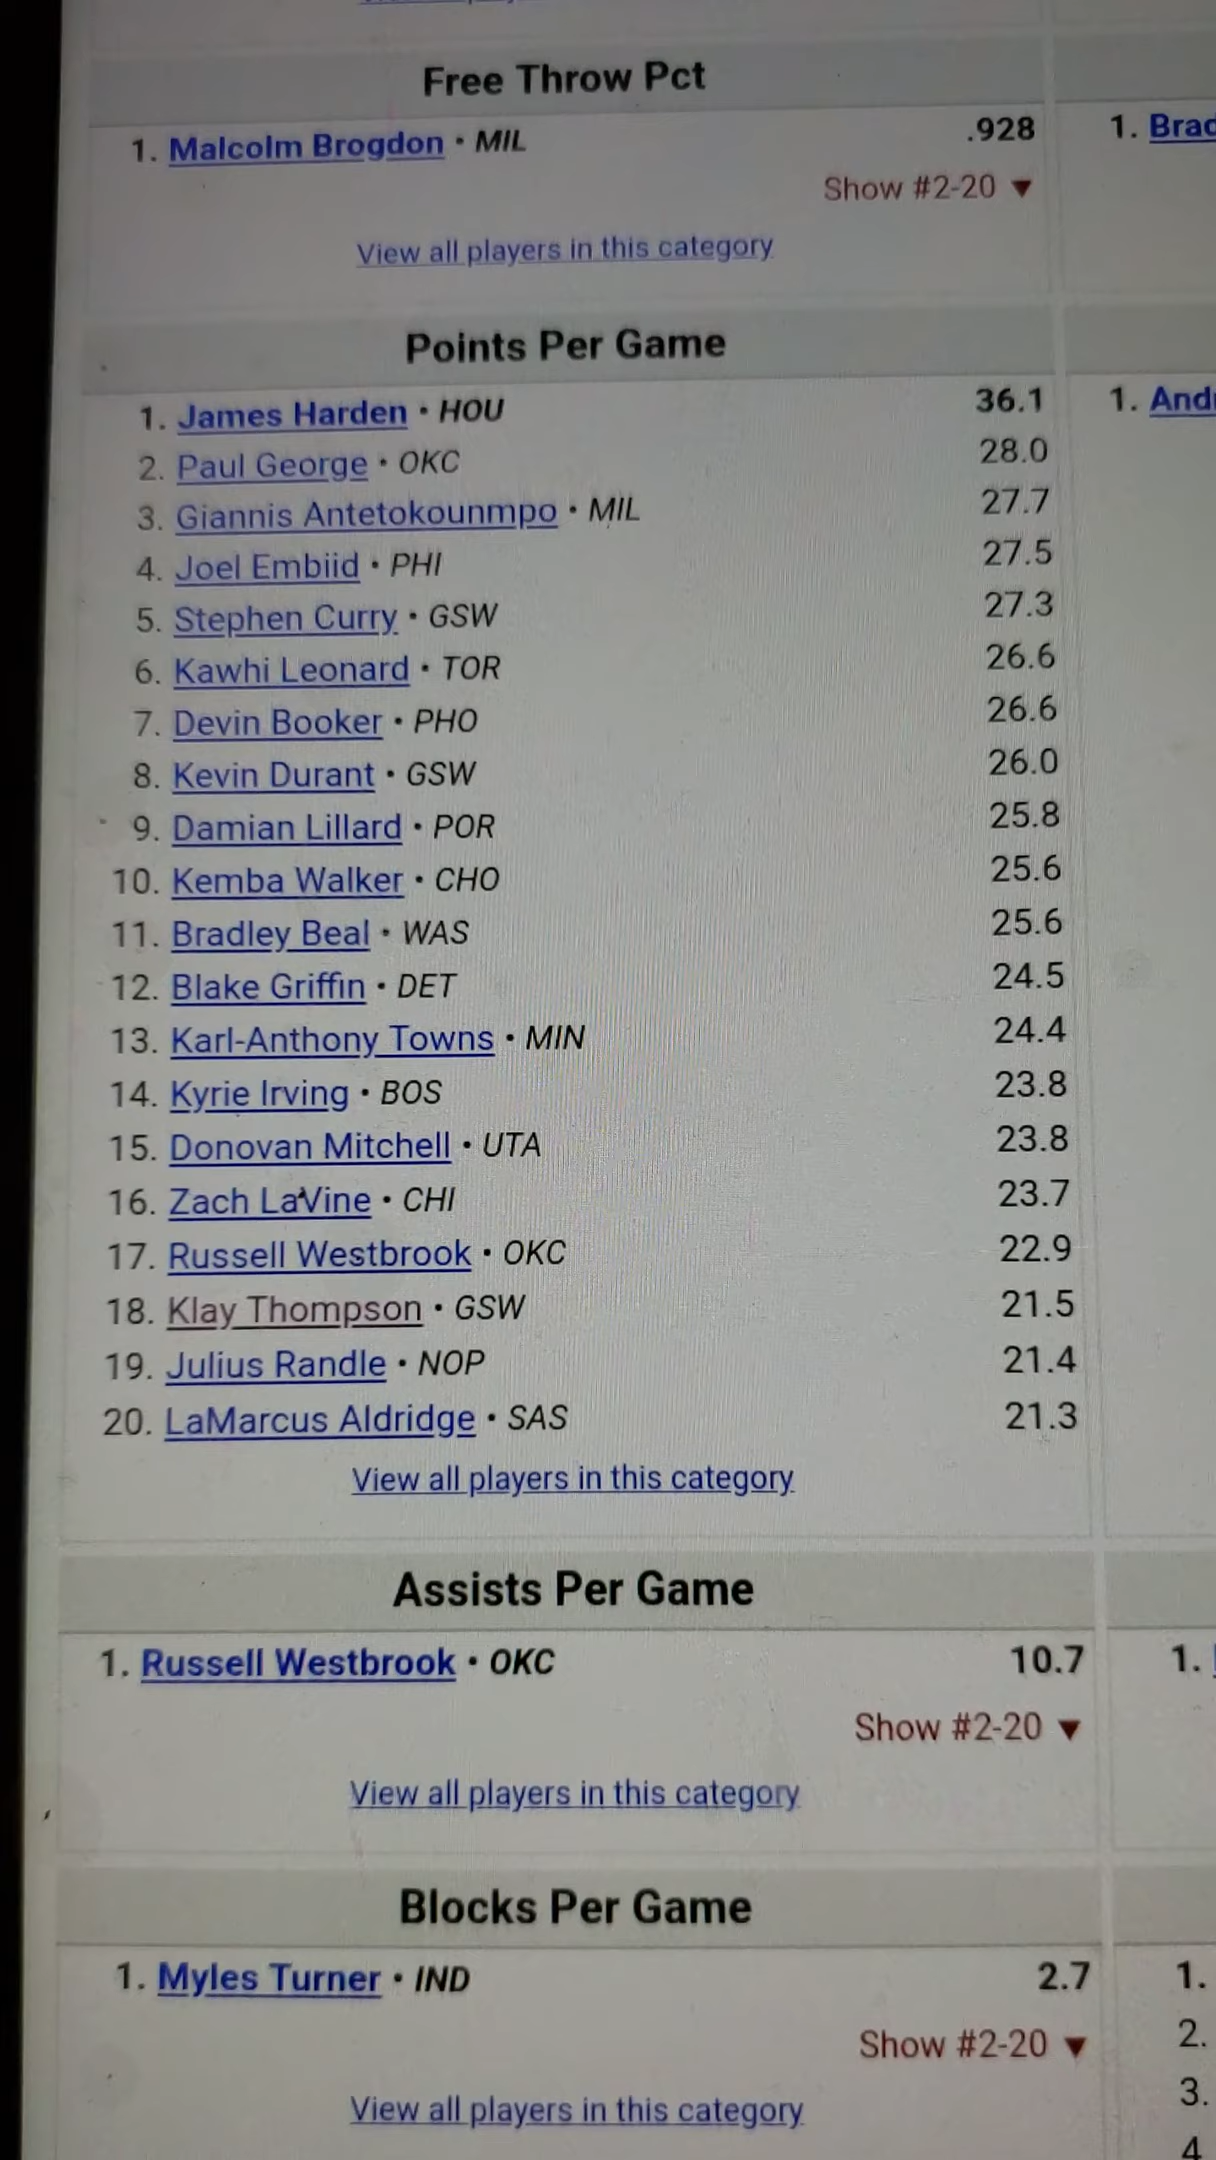 Free Throw Pct
1. Malcolm Brogdon • MIL .928
Show #2-20 ▼
View all players in this category
1. Brad
Points Per Game
1. James Harden • HOU 36.1
2. Paul George • OKC 28.0
3. Giannis Antetokounmpo • MIL 27.7
4. Joel Embiid • PHI 27.5
5. Stephen Curry • GSW 27.3
6. Kawhi Leonard • TOR 26.6
7. Devin Booker • PHO 26.6
8. Kevin Durant • GSW 26.0
9. Damian Lillard • POR 25.8
10. Kemba Walker • CHO 25.6
11. Bradley Beal • WAS 25.6
12. Blake Griffin • DET 24.5
13. Karl-Anthony Towns • MIN 24.4
14. Kyrie Irving • BOS 23.8
15. Donovan Mitchell • UTA 23.8
16. Zach LaVine • CHI 23.7
17. Russell Westbrook • OKC 22.9
18. Klay Thompson • GSW 21.5
19. Julius Randle • NOP 21.4
20. LaMarcus Aldridge • SAS 21.3
View all players in this category
1. And
Assists Per Game
1. Russell Westbrook • OKC 10.7
Show #2-20 ▼
View all players in this category
1.
Blocks Per Game
1. Myles Turner • IND 2.7
Show #2-20 ▼
View all players in this category
1.
2.
3.
4